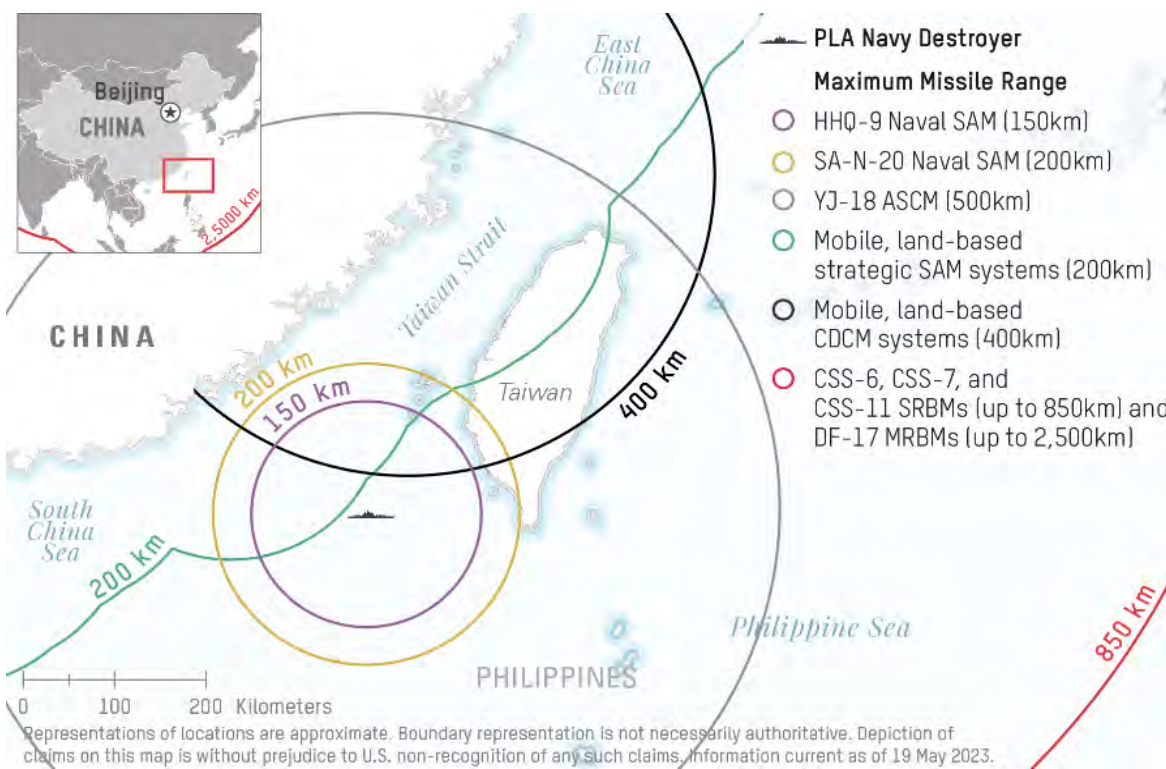 Beijing
CHINA
2,5000 km
East
China
Sea
Taiwan Strait
CHINA
200 km
150 km
Taiwan
400 km
South
China
Sea
200 km
Philippine Sea
PHILIPPINES
850 km
PLA Navy Destroyer
Maximum Missile Range
HHQ-9 Naval SAM (150km)
SA-N-20 Naval SAM (200km)
YJ-18 ASCM (500km)
Mobile, land-based
strategic SAM systems (200km)
Mobile, land-based
CDCM systems (400km)
CSS-6, CSS-7, and
CSS-11 SRBMs (up to 850km) and
DF-17 MRBMs (up to 2,500km)
0 100 200 Kilometers
Representations of locations are approximate. Boundary representation is not necessarily authoritative. Depiction of
claims on this map is without prejudice to U.S. non-recognition of any such claims. Information current as of 19 May 2023.